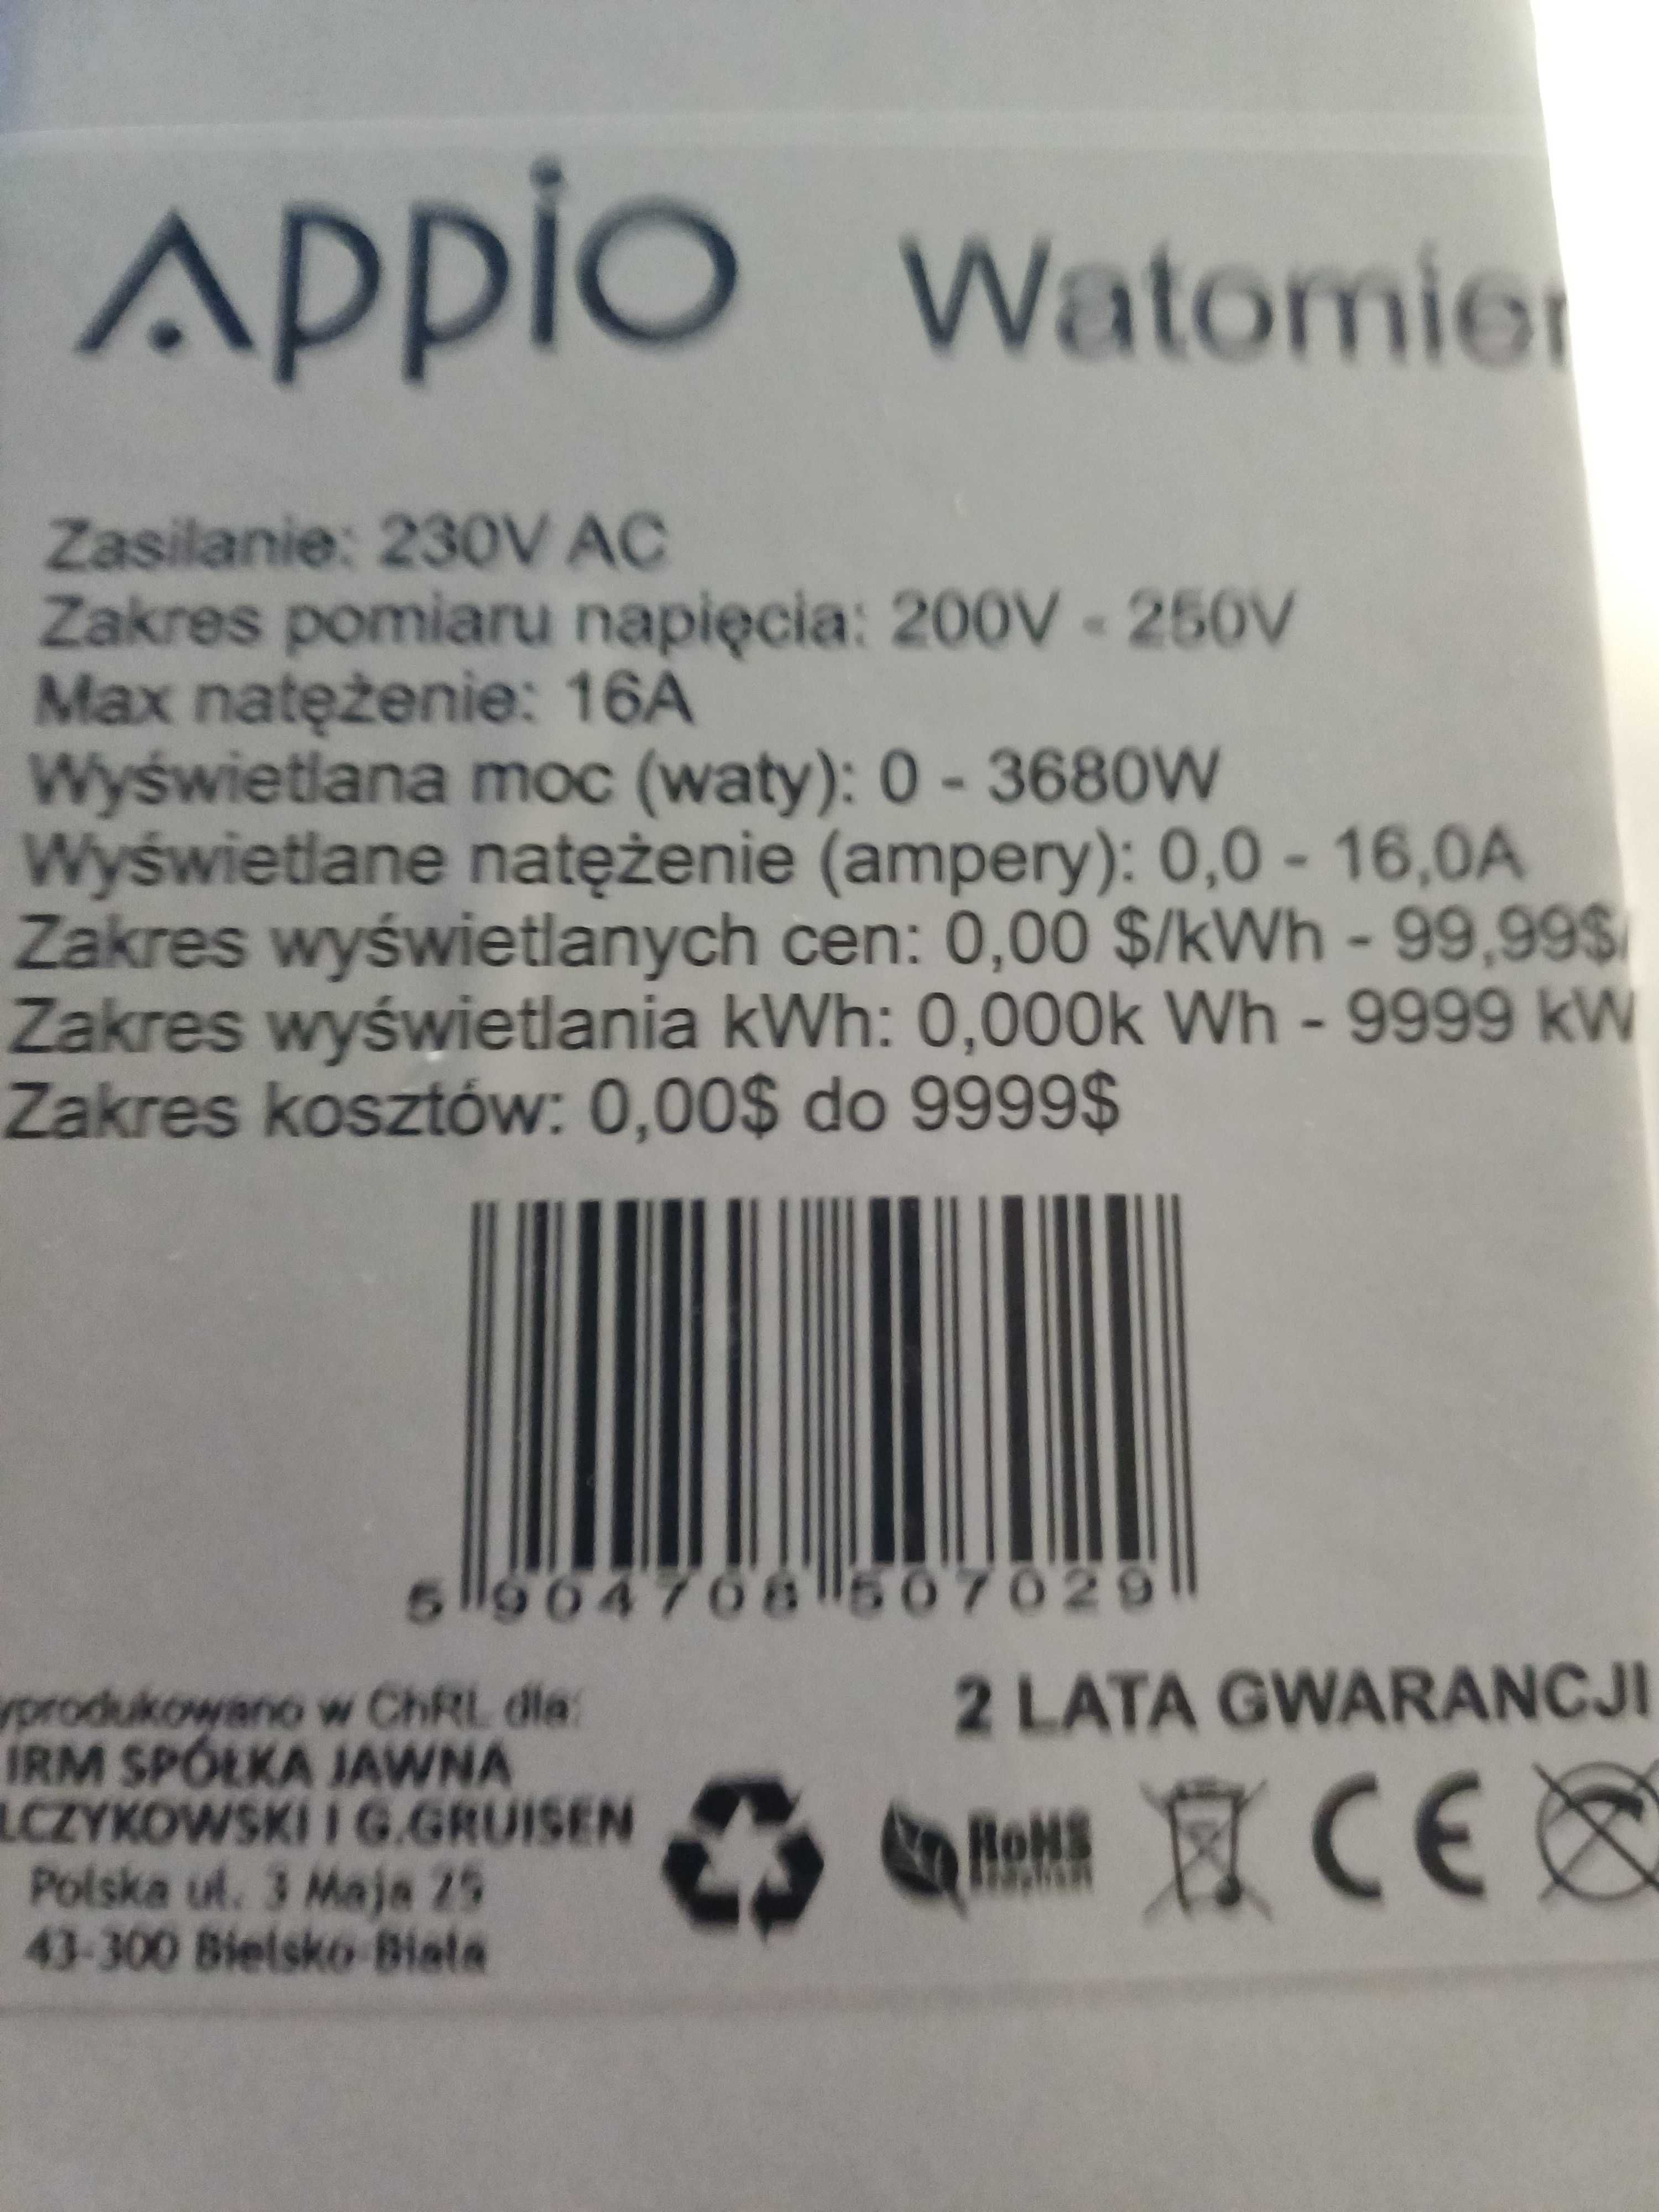 Appio Watomier
Zasilanie: 230V AC
Zakres pomiaru napięcia: 200V - 250V
Max natężenie: 16A
Wyświetlana moc (waty): 0 - 3680W
Wyświetlane natężenie (ampery): 0,0 - 16,0A
Zakres wyświetlanych cen: 0,00 $/kWh - 99,99$/
Zakres wyświetlania kWh: 0,000k Wh - 9999 kW
Zakres kosztów: 0,00$ do 9999$
5 904708 507029
yprodukowano w ChRL dla:
2 LATA GWARANCJI
IRM SPÓŁKA JAWNA
LCZYKOWSKI I G.GRUISEN
Polska ul. 3 Maja 25
43-300 Bielsko-Biała
RoHS
CE